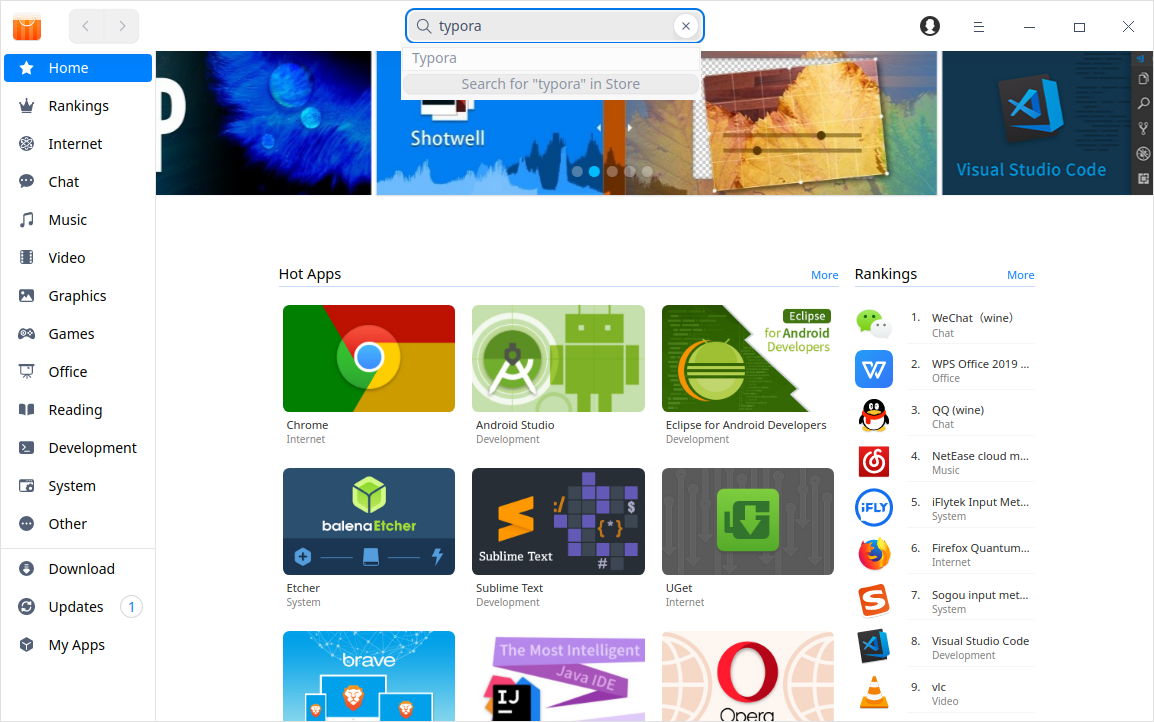 typora
Typora
Search for "typora" in Store
Home
Rankings
Internet
Chat
Music
Video
Graphics
Games
Office
Reading
Development
System
Other
Download
Updates
1
My Apps
P
Shotwell
Visual Studio Code
Hot Apps
More
Chrome
Internet
Android Studio
Development
Eclipse
for Android
Developers
Eclipse for Android Developers
Development
balenaEtcher
Etcher
System
:/
$
{*}
#
Sublime Text
Sublime Text
Development
UGet
Internet
brave
The Most Intelligent
Java IDE
IJ
Opera
Rankings
More
1. WeChat（wine）
Chat
2. WPS Office 2019 ...
Office
3. QQ (wine)
Chat
4. NetEase cloud m...
Music
iFLY
5. iFlytek Input Met...
System
6. Firefox Quantum...
Internet
7. Sogou input met...
System
8. Visual Studio Code
Development
9. vlc
Video